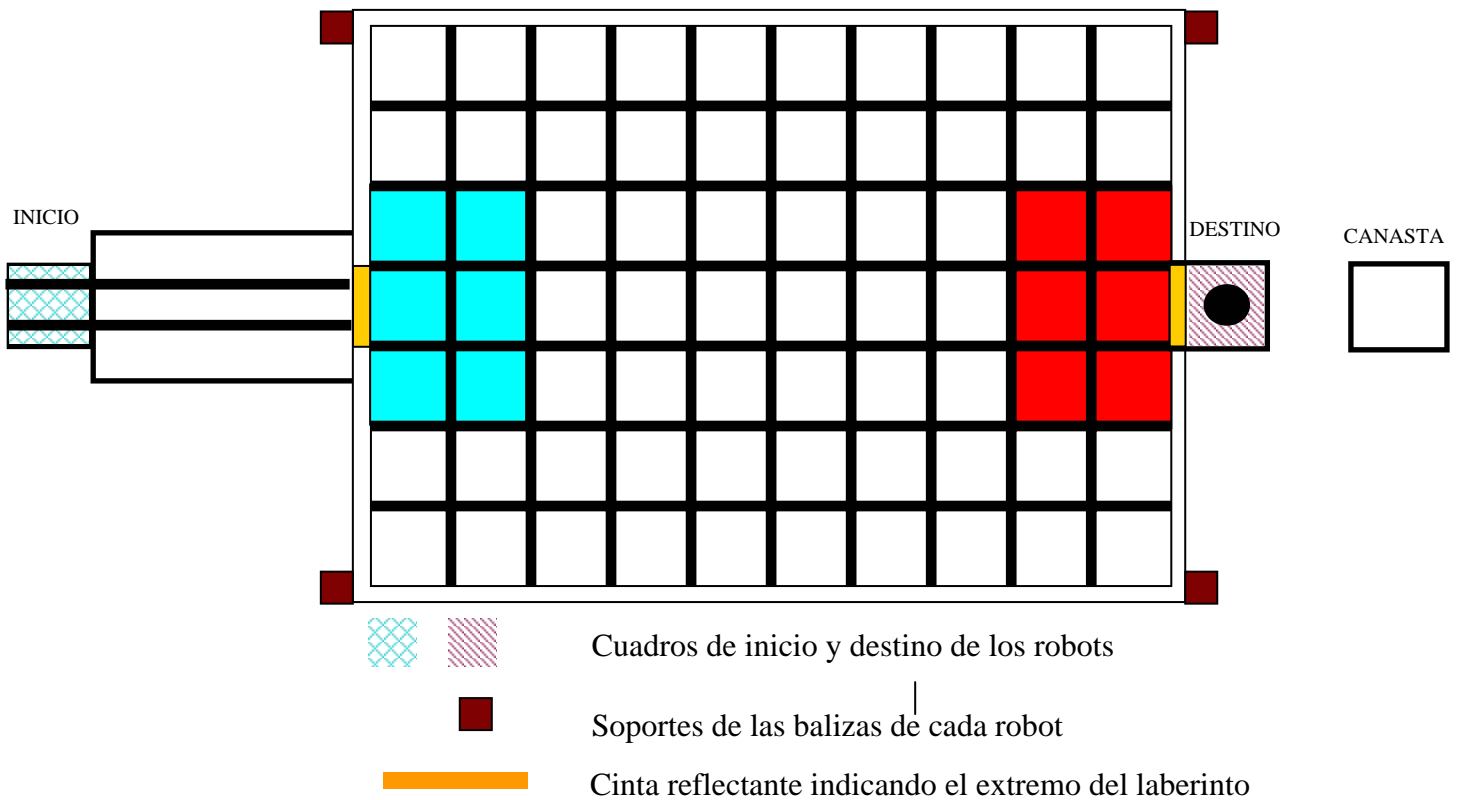 INICIO
DESTINO
CANASTA
Cuadros de inicio y destino de los robots
Soportes de las balizas de cada robot
Cinta reflectante indicando el extremo del laberinto